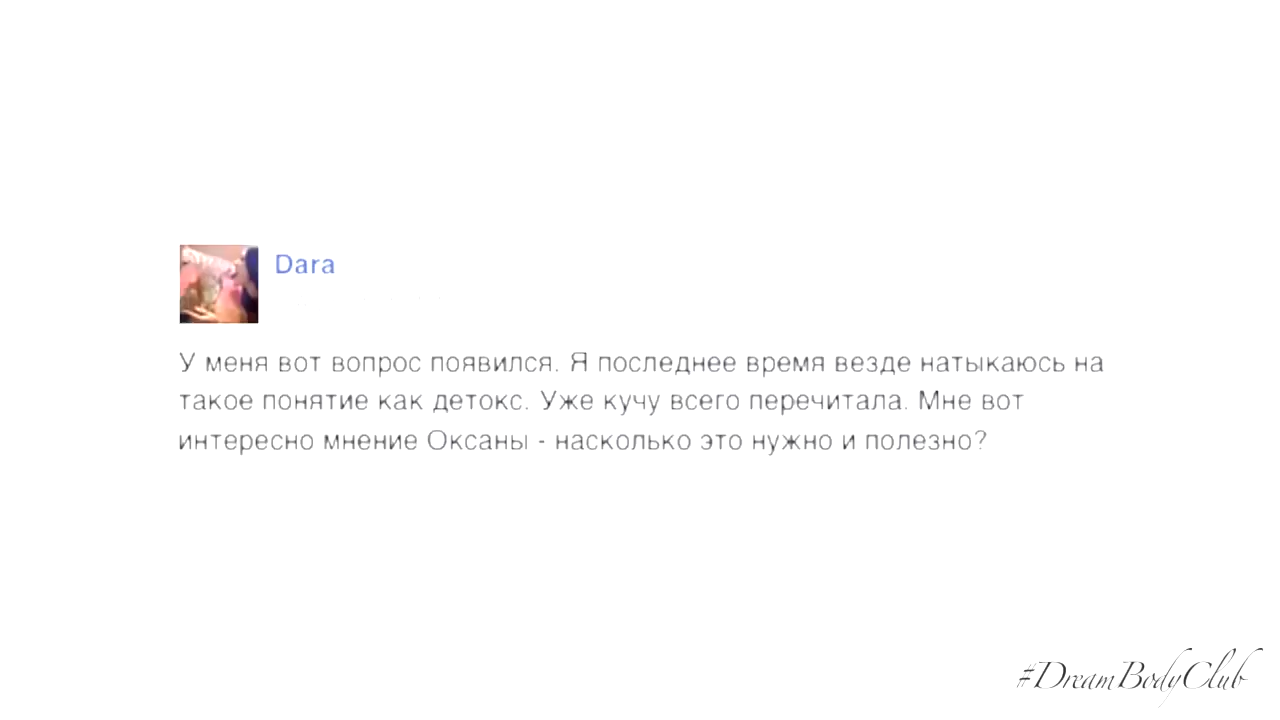 Dara
У меня вот вопрос появился. Я последнее время везде натыкаюсь на
такое понятие как детокс. Уже кучу всего перечитала. Мне вот
интересно мнение Оксаны - насколько это нужно и полезно?
#DreamBodyClub